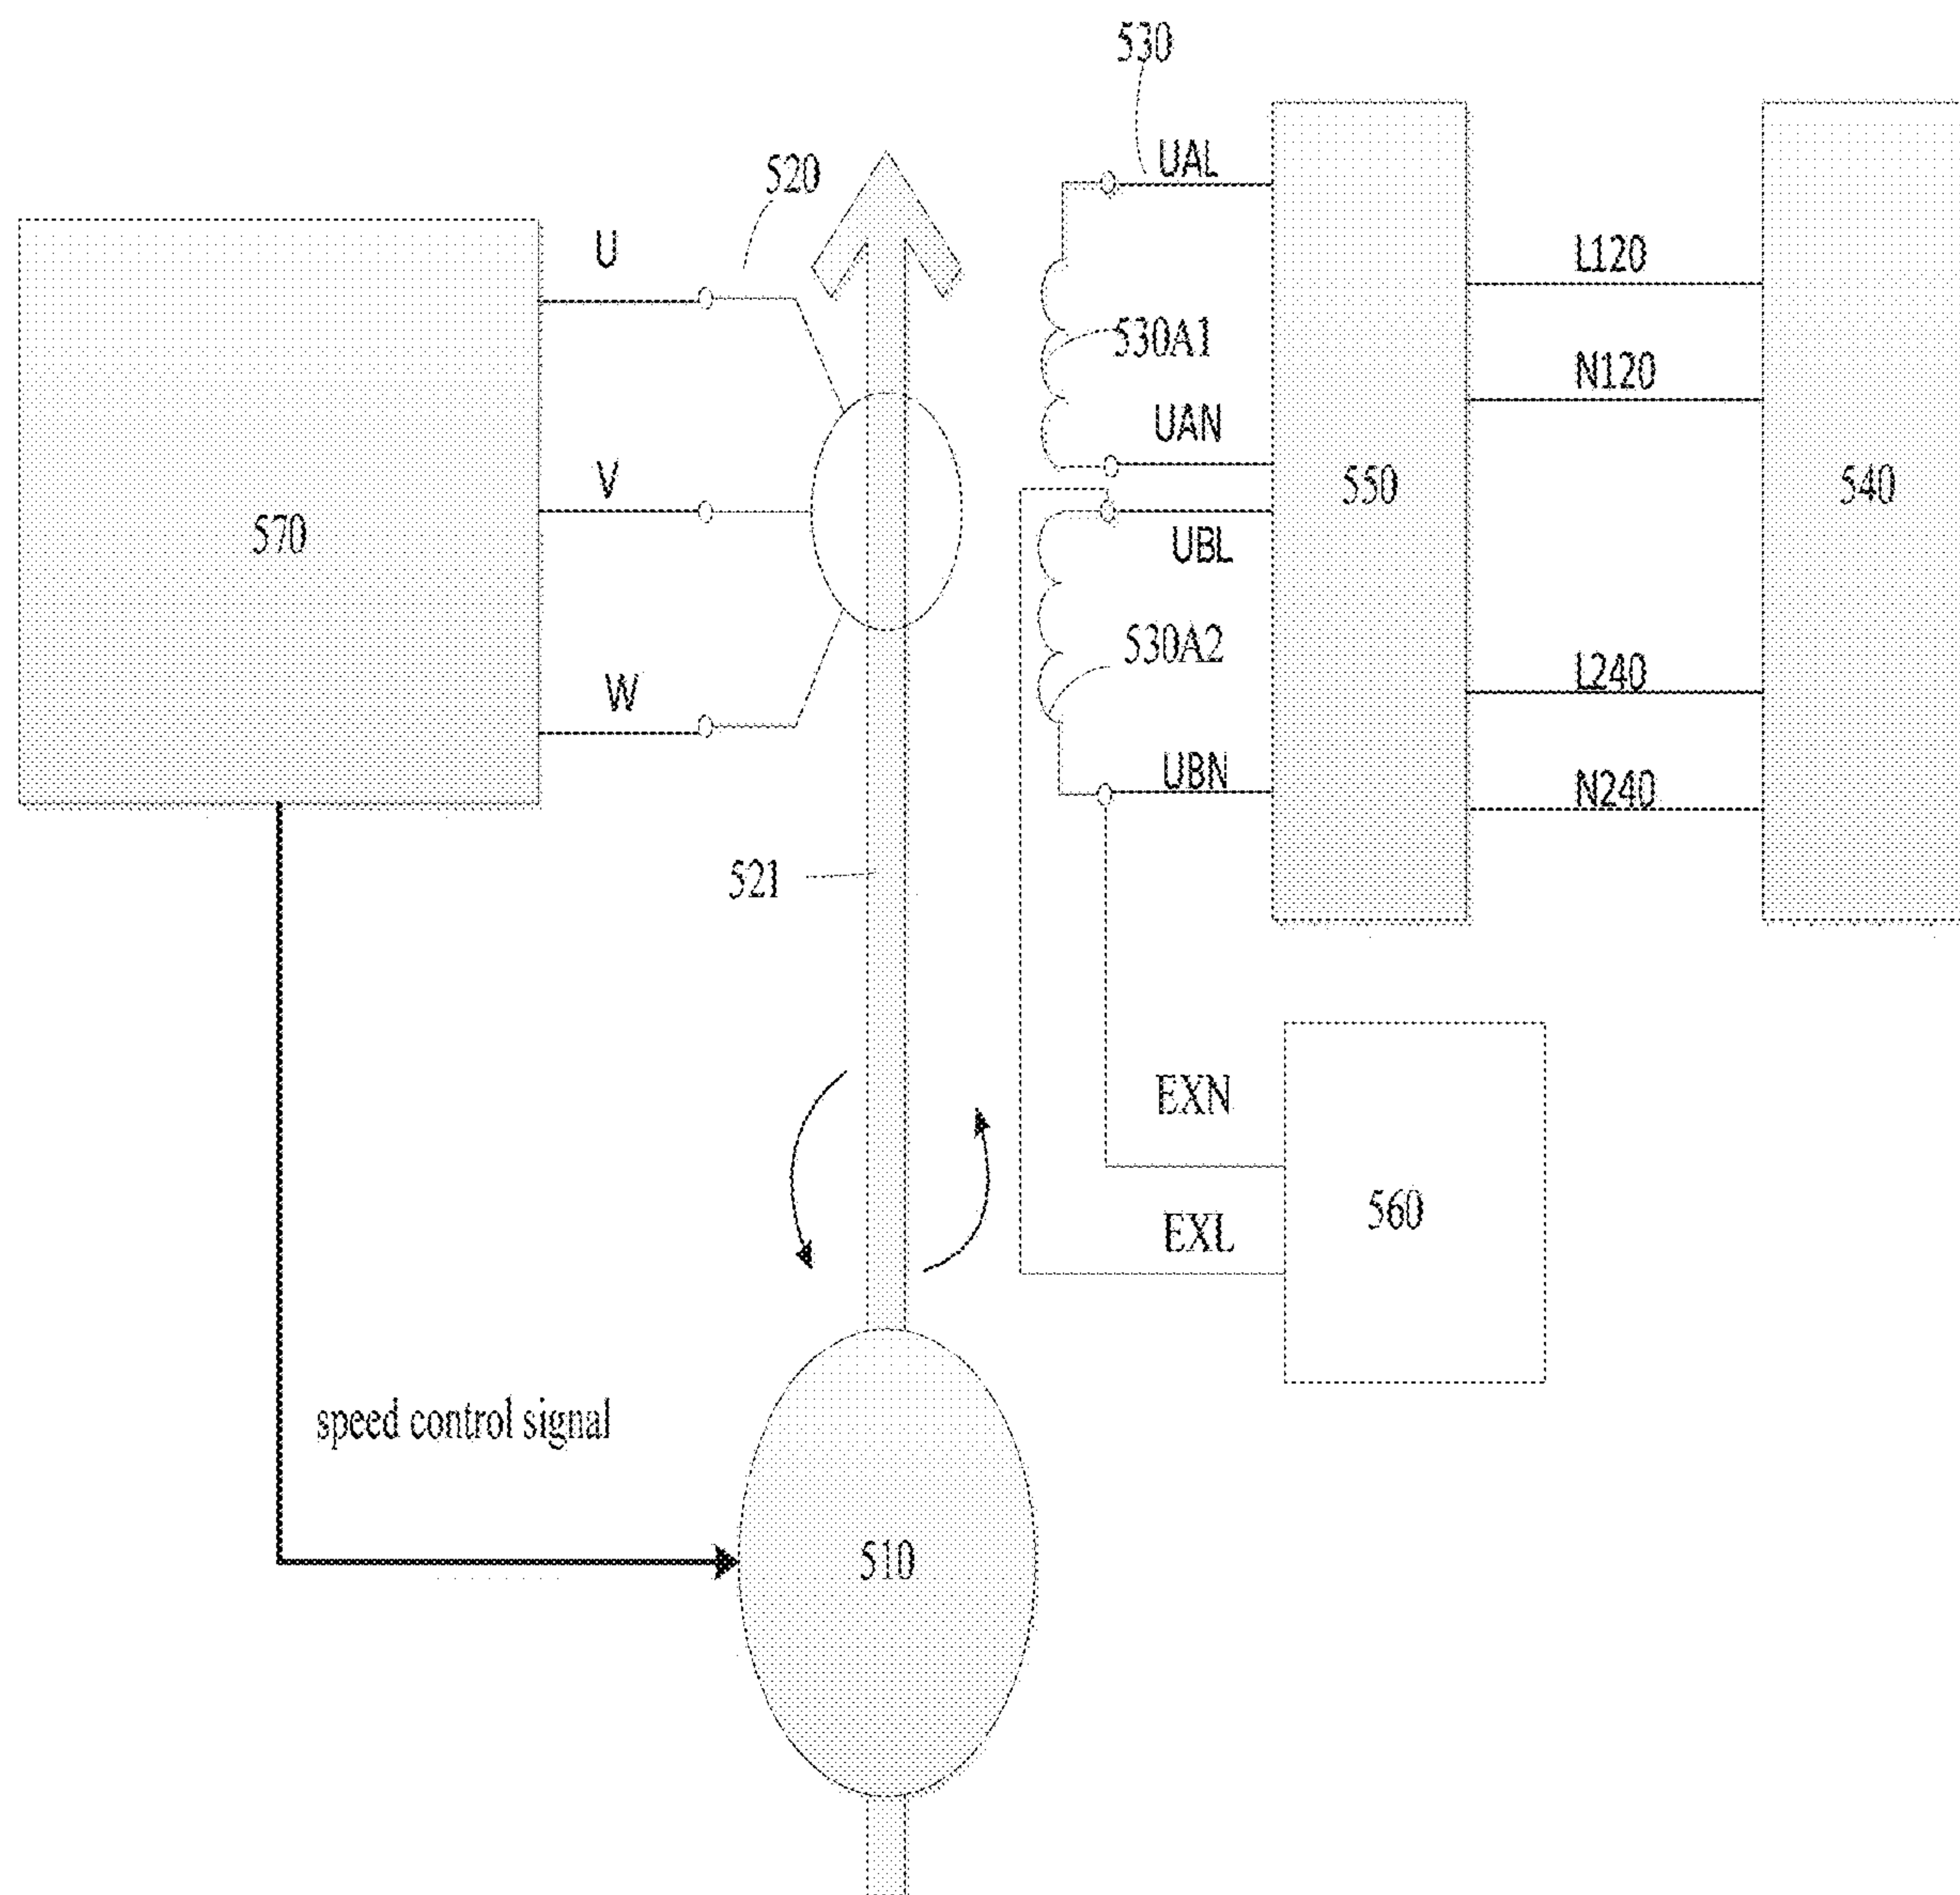 530
UAL
520
U
L120
530A1
N120
UAN
V
550
540
570
UBL
530A2
L240
W
UBN
N240
521
EXN
560
EXL
speed control signal
510